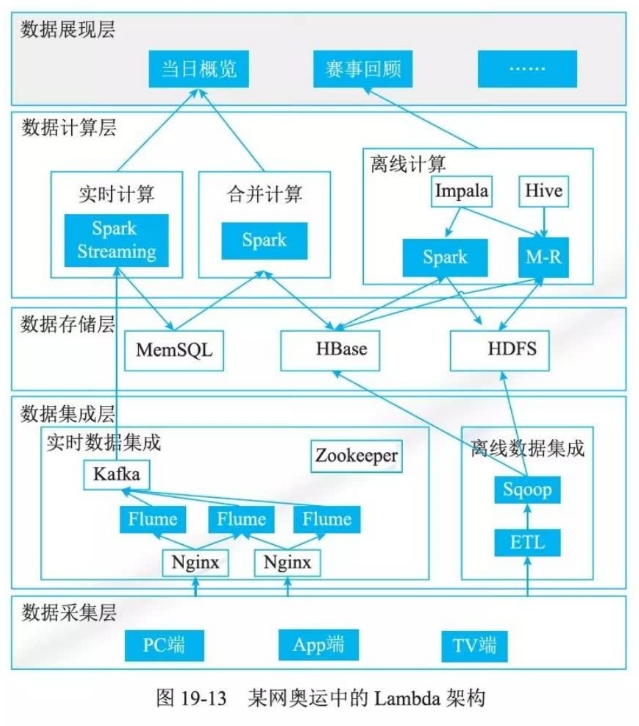 数据展现层
当日概览
赛事回顾
……
数据计算层
实时计算
Spark
Streaming
合并计算
Spark
离线计算
Impala
Hive
Spark
M-R
数据存储层
MemSQL
HBase
HDFS
数据集成层
实时数据集成
Kafka
Zookeeper
Flume
Flume
Flume
Nginx
Nginx
离线数据集成
Sqoop
ETL
数据采集层
PC端
App端
TV端
图 19-13 某网奥运中的 Lambda 架构